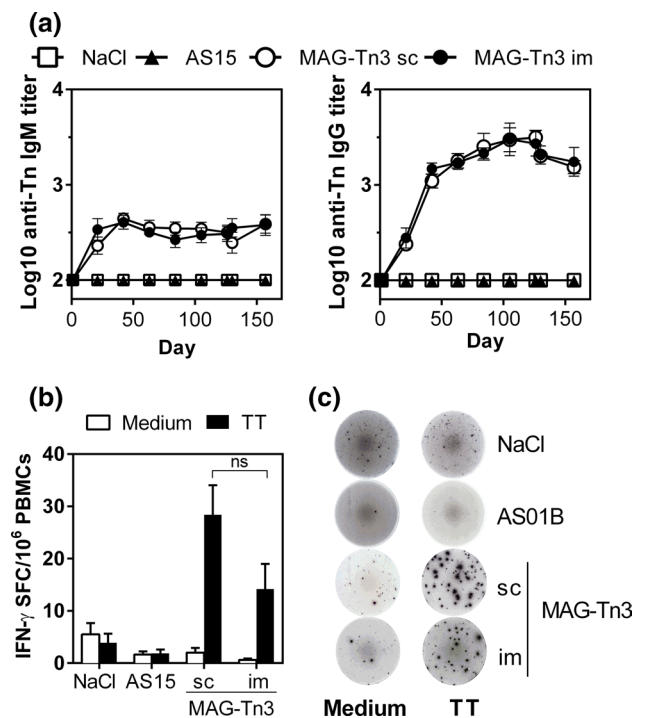 (a)
NaCl AS15 MAG-Tn3 sc MAG-Tn3 im
Log10 anti-Tn IgM titer
4
3
2
0 50 100 150
Day
Log10 anti-Tn IgG titer
4
3
2
0 50 100 150
Day
(b)
Medium TT
IFN-γ SFC/10⁶ PBMCs
40
30
20
10
0
ns
NaCl AS15 sc im
MAG-Tn3
(c)
NaCl
AS01B
sc
MAG-Tn3
im
Medium TT